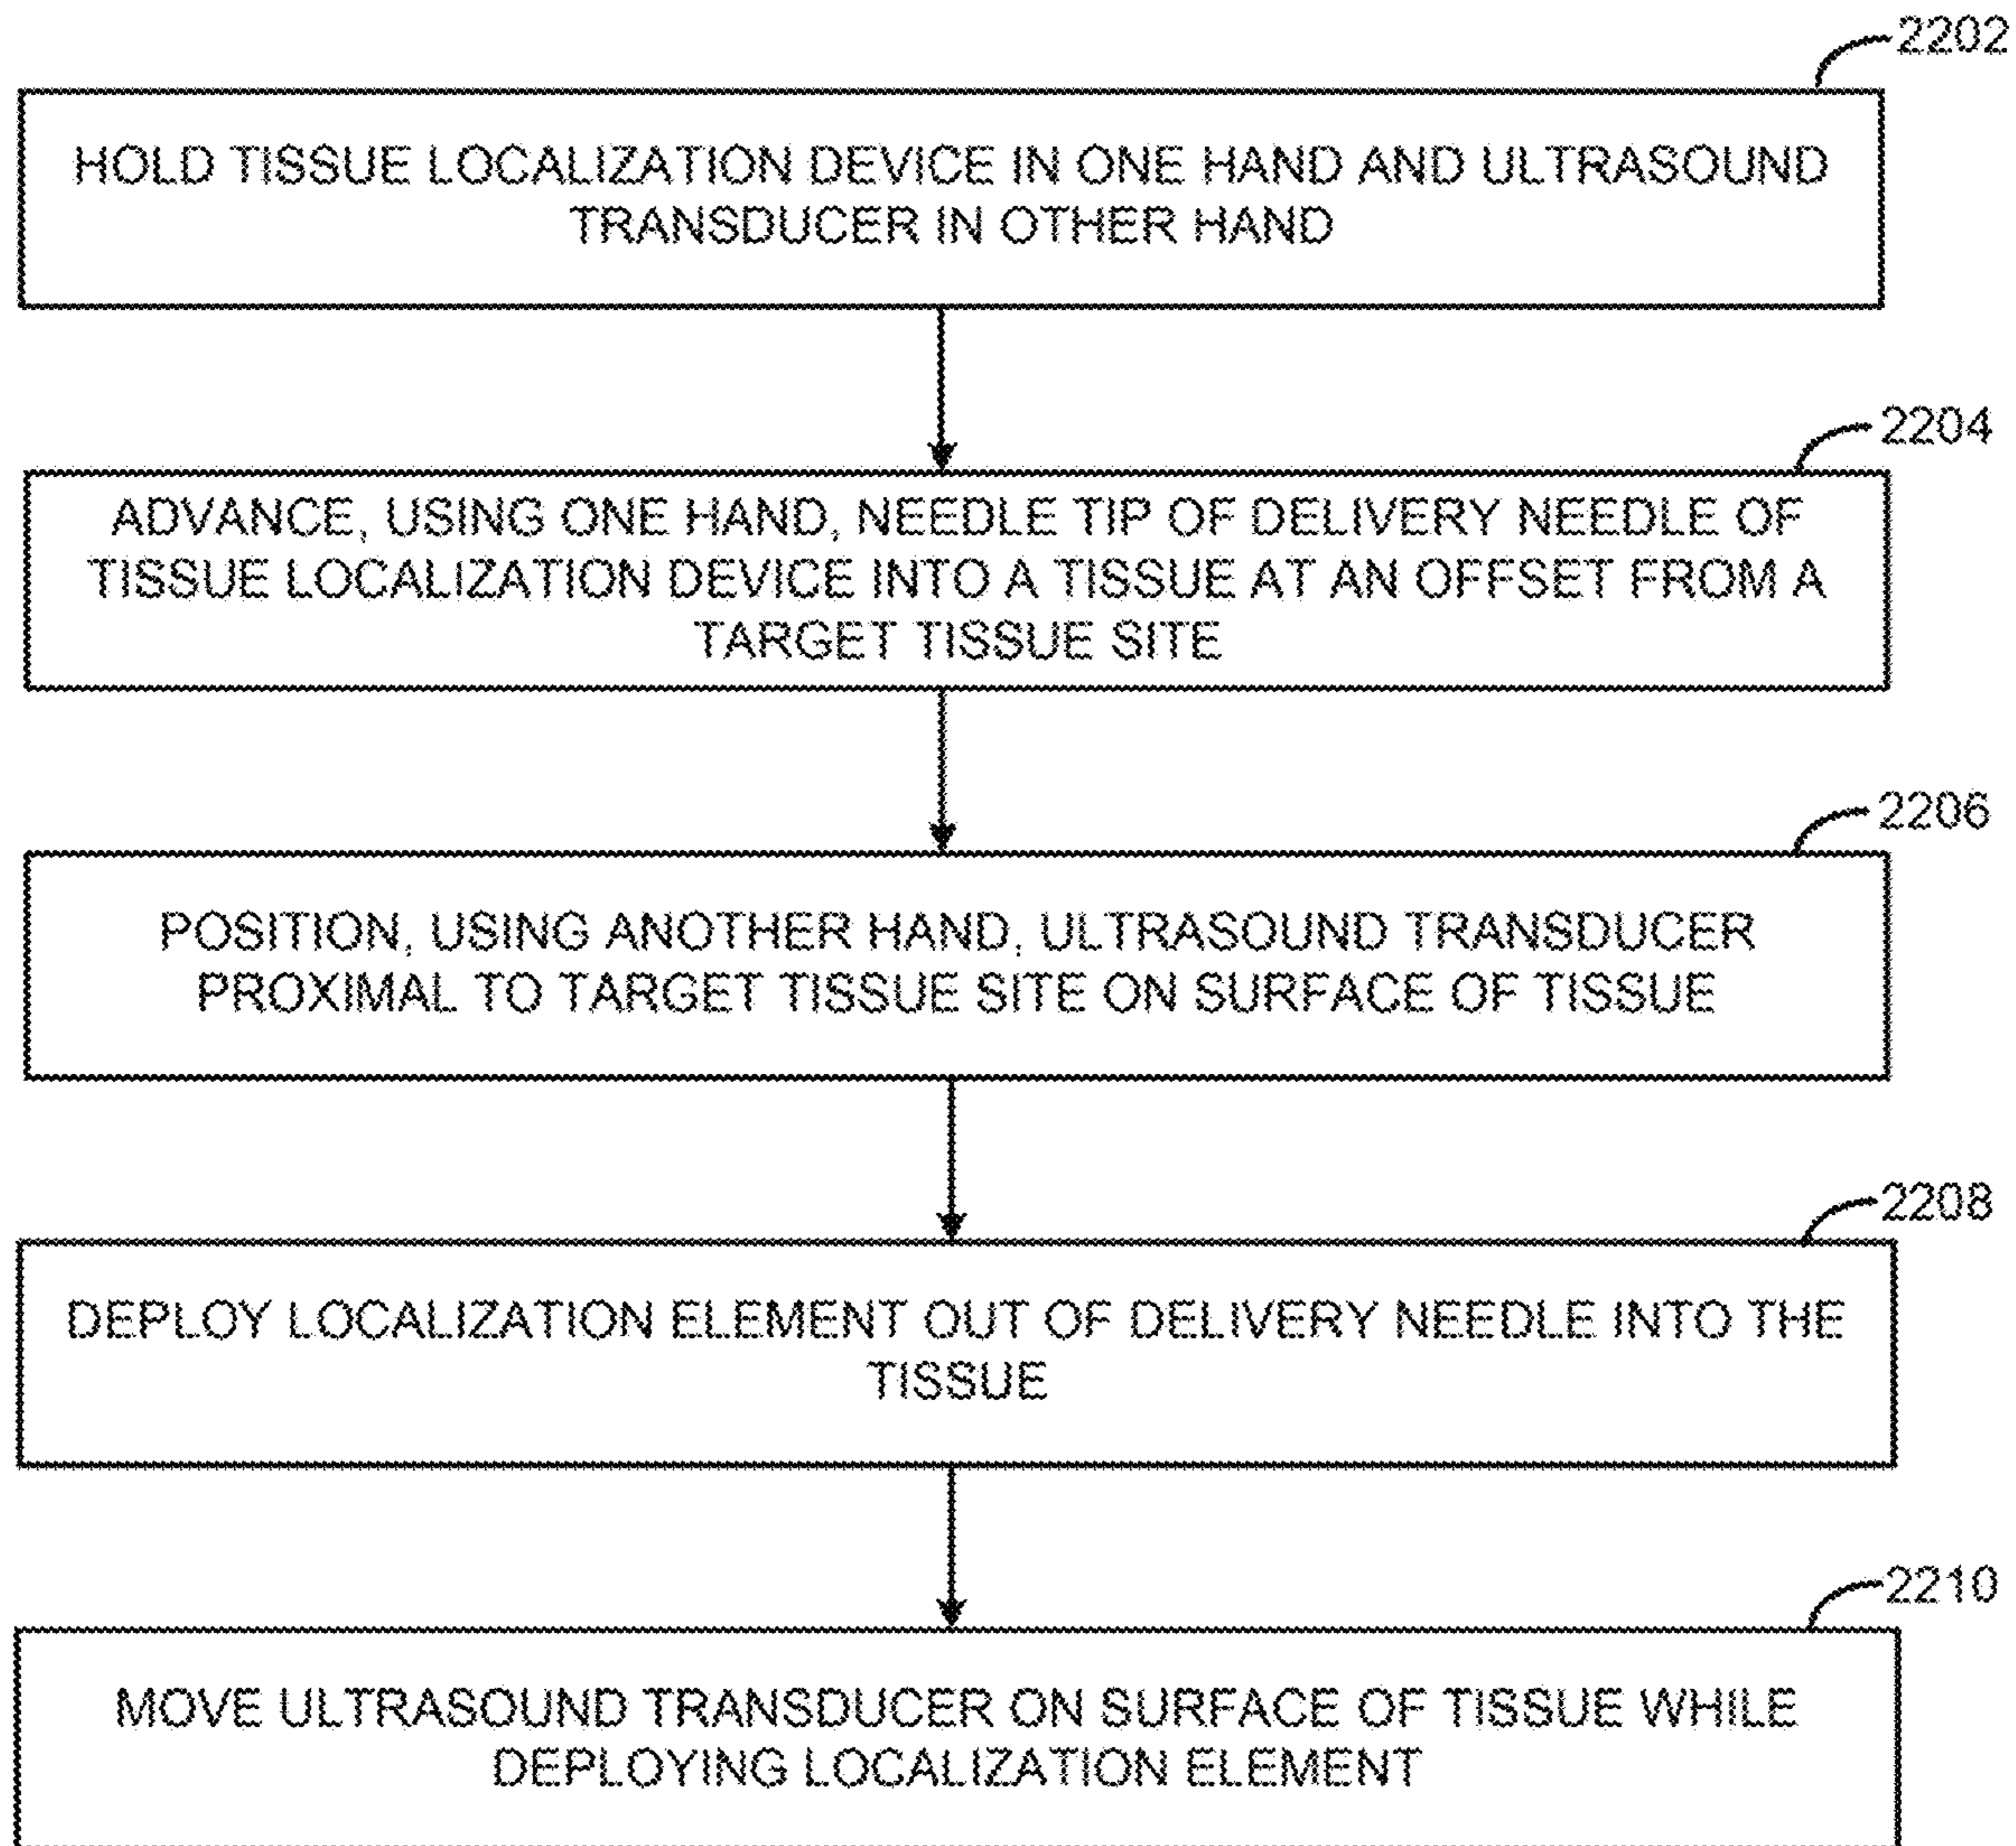 2202
HOLD TISSUE LOCALIZATION DEVICE IN ONE HAND AND ULTRASOUND
TRANSDUCER IN OTHER HAND
2204
ADVANCE, USING ONE HAND, NEEDLE TIP OF DELIVERY NEEDLE OF
TISSUE LOCALIZATION DEVICE INTO A TISSUE AT AN OFFSET FROM A
TARGET TISSUE SITE
2206
POSITION, USING ANOTHER HAND, ULTRASOUND TRANSDUCER
PROXIMAL TO TARGET TISSUE SITE ON SURFACE OF TISSUE
2208
DEPLOY LOCALIZATION ELEMENT OUT OF DELIVERY NEEDLE INTO THE
TISSUE
2210
MOVE ULTRASOUND TRANSDUCER ON SURFACE OF TISSUE WHILE
DEPLOYING LOCALIZATION ELEMENT